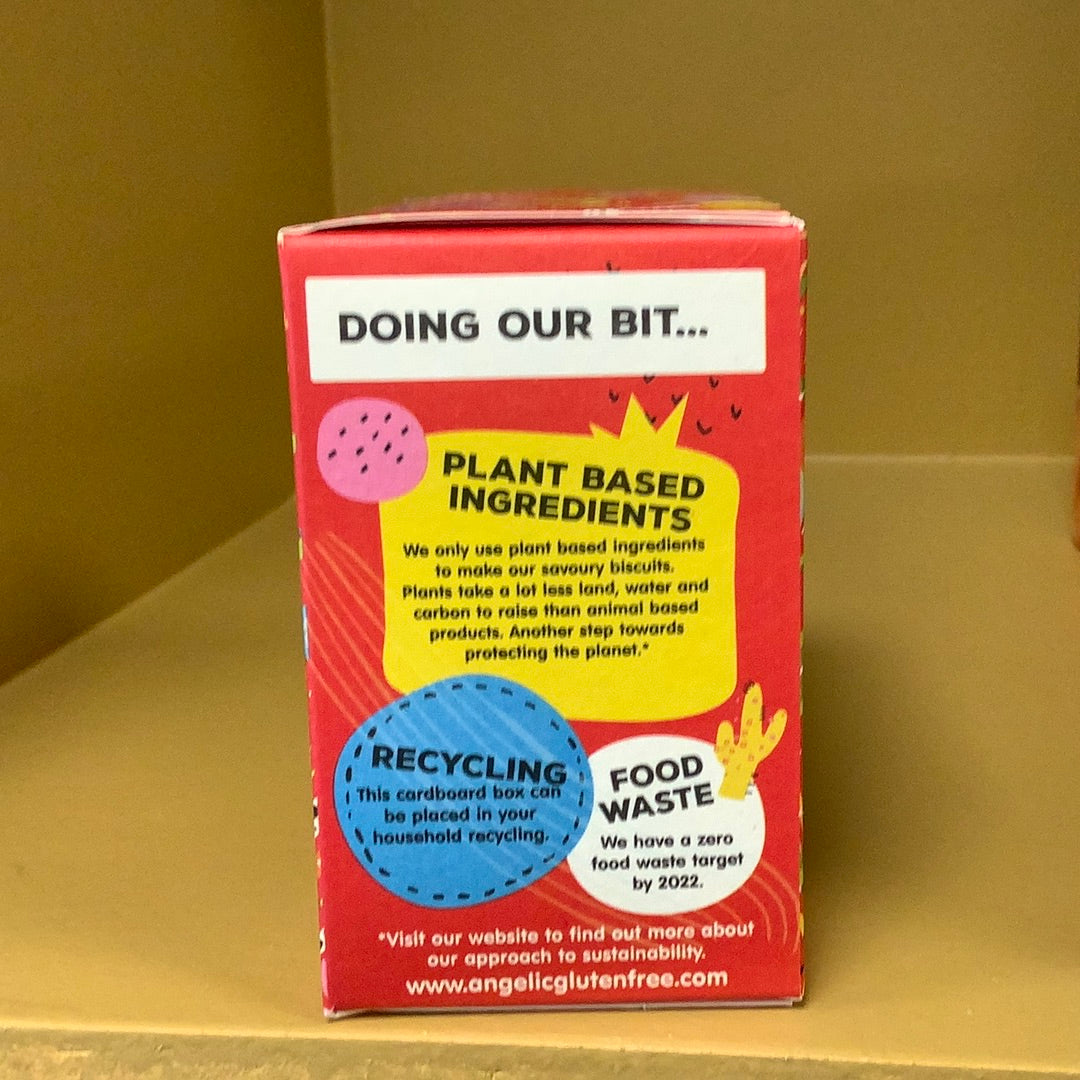 DOING OUR BIT...
PLANT BASED
INGREDIENTS
We only use plant based ingredients
to make our savoury biscuits.
Plants take a lot less land, water and
carbon to raise than animal based
products. Another step towards
protecting the planet.*
RECYCLING
This cardboard box can
be placed in your
household recycling.
FOOD
WASTE
We have a zero
food waste target
by 2022.
*Visit our website to find out more about
our approach to sustainability.
www.angelicglutenfree.com